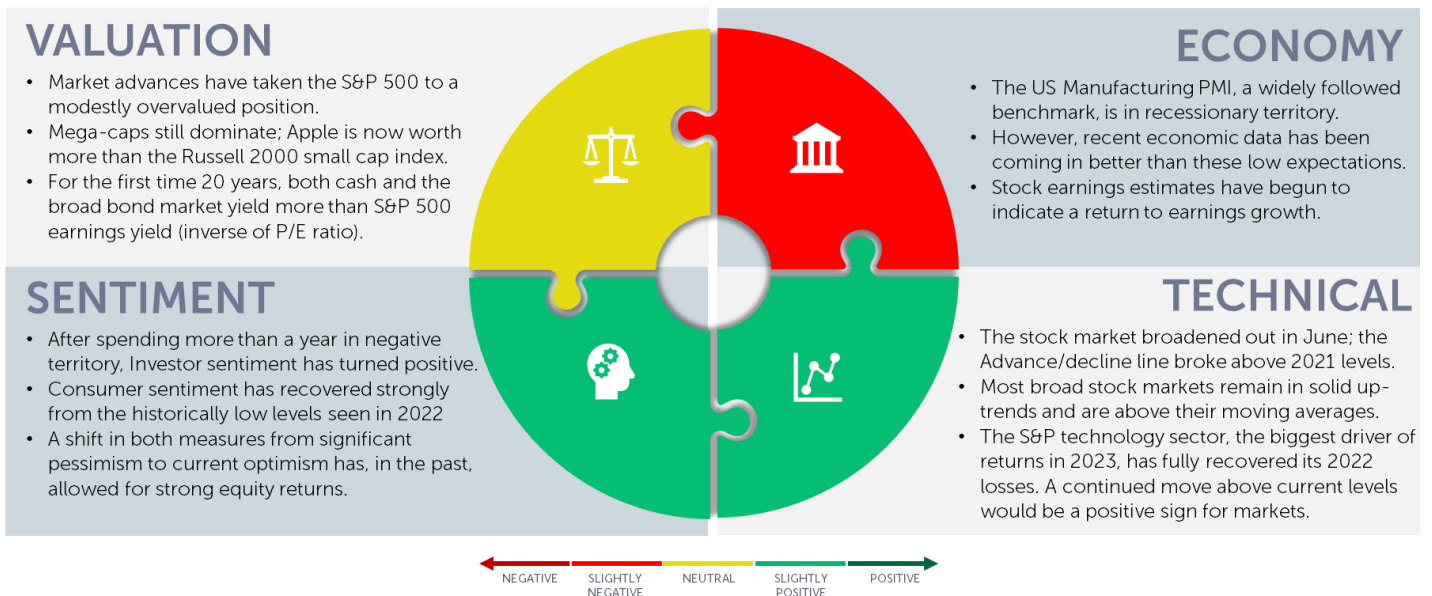 VALUATION
• Market advances have taken the S&P 500 to a
modestly overvalued position.
• Mega-caps still dominate; Apple is now worth
more than the Russell 2000 small cap index.
• For the first time 20 years, both cash and the
broad bond market yield more than S&P 500
earnings yield (inverse of P/E ratio).
ECONOMY
• The US Manufacturing PMI, a widely followed
benchmark, is in recessionary territory.
• However, recent economic data has been
coming in better than these low expectations.
• Stock earnings estimates have begun to
indicate a return to earnings growth.
SENTIMENT
• After spending more than a year in negative
territory, Investor sentiment has turned positive.
• Consumer sentiment has recovered strongly
from the historically low levels seen in 2022
• A shift in both measures from significant
pessimism to current optimism has, in the past,
allowed for strong equity returns.
TECHNICAL
• The stock market broadened out in June; the
Advance/decline line broke above 2021 levels.
• Most broad stock markets remain in solid up-
trends and are above their moving averages.
• The S&P technology sector, the biggest driver of
returns in 2023, has fully recovered its 2022
losses. A continued move above current levels
would be a positive sign for markets.
NEGATIVE
SLIGHTLY
NEGATIVE
NEUTRAL
SLIGHTLY
POSITIVE
POSITIVE